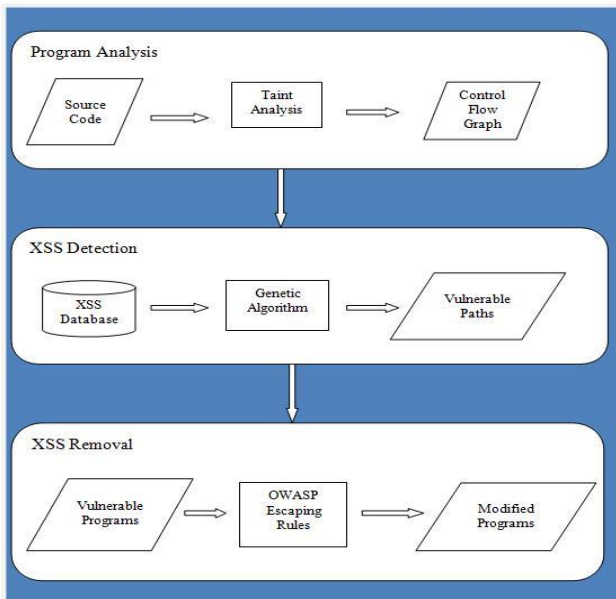 Program Analysis
Source
Code
Taint
Analysis
Control
Flow
Graph
XSS Detection
XSS
Database
Genetic
Algorithm
Vulnerable
Paths
XSS Removal
Vulnerable
Programs
OWASP
Escaping
Rules
Modified
Programs